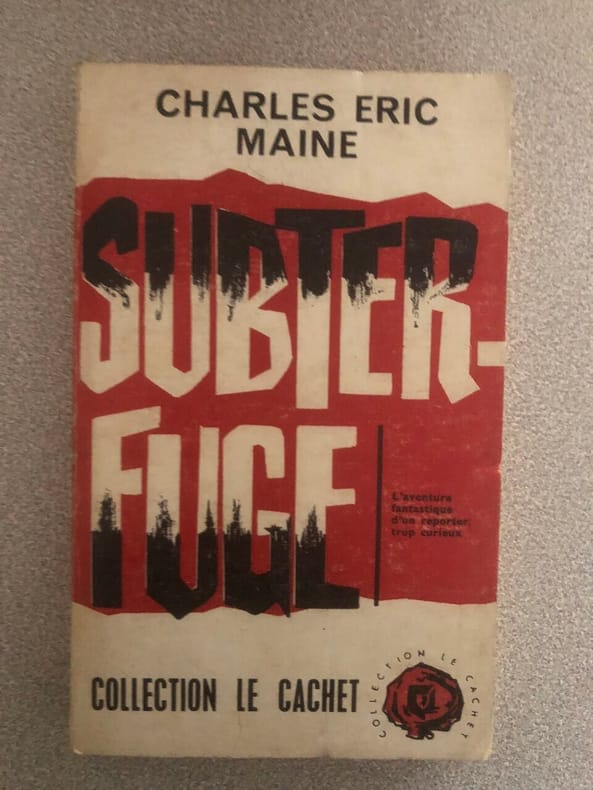 CHARLES ERIC
MAINE
SUBTER-
FUGE
L'aventure
fantastique
d'un reporter
trop curieux
COLLECTION LE CACHET
COLLECTION LE CACHET